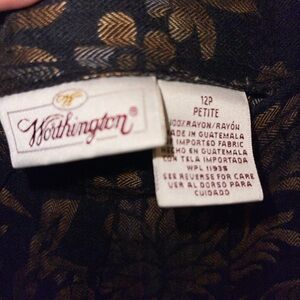 W
Worthington®
12P
PETITE
100%RAYON/RAYÓN
MADE IN GUATEMALA
OF IMPORTED FABRIC
HECHO EN GUATEMALA
CON TELA IMPORTADA
WPL 11935
SEE REVERSE FOR CARE
VER AL DORSO PARA
CUIDADO